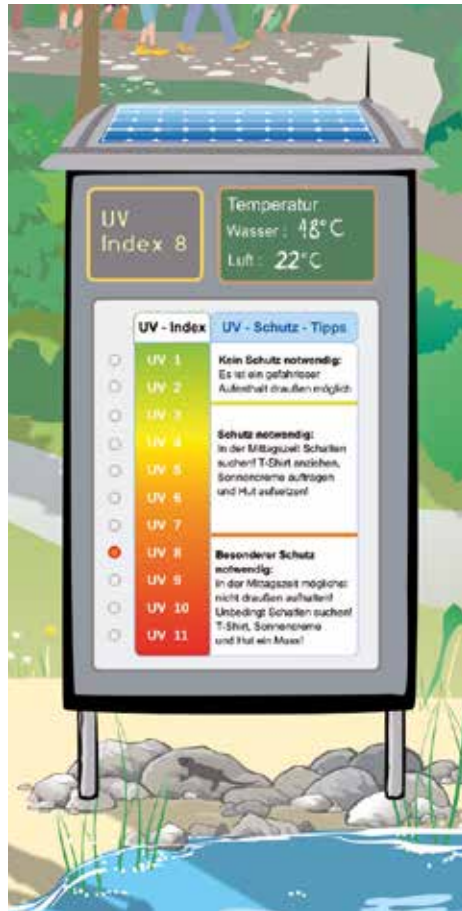 UV
Index 8
Temperatur
Wasser: 18°C
Luft: 22°C
UV - Index
UV - Schutz - Tipps
UV 1
UV 2
UV 3
UV 4
UV 5
UV 6
UV 7
UV 8
UV 9
UV 10
UV 11
Kein Schutz notwendig:
Es ist ein gefahrloser
Aufenthalt draußen möglich
Schutz notwendig:
In der Mittagszeit Schatten
suchen! T-Shirt anziehen,
Sonnencreme auftragen
und Hut aufsetzen!
Besonderer Schutz
notwendig:
In der Mittagszeit möglichst
nicht draußen aufhalten!
Unbedingt Schatten suchen!
T-Shirt, Sonnencreme
und Hut ein Muss!